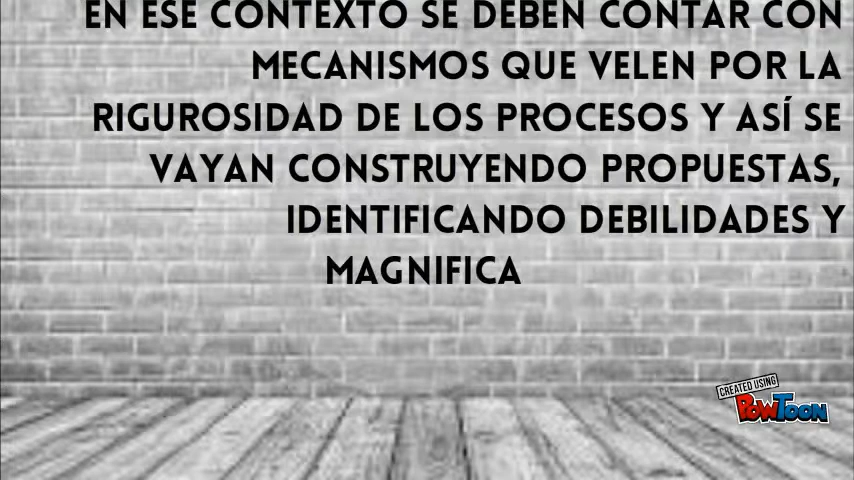 EN ESE CONTEXTO SE DEBEN CONTAR CON
MECANISMOS QUE VELEN POR LA
RIGUROSIDAD DE LOS PROCESOS Y ASÍ SE
VAYAN CONSTRUYENDO PROPUESTAS,
IDENTIFICANDO DEBILIDADES Y
MAGNIFICA
CREATED USING
POWTOON